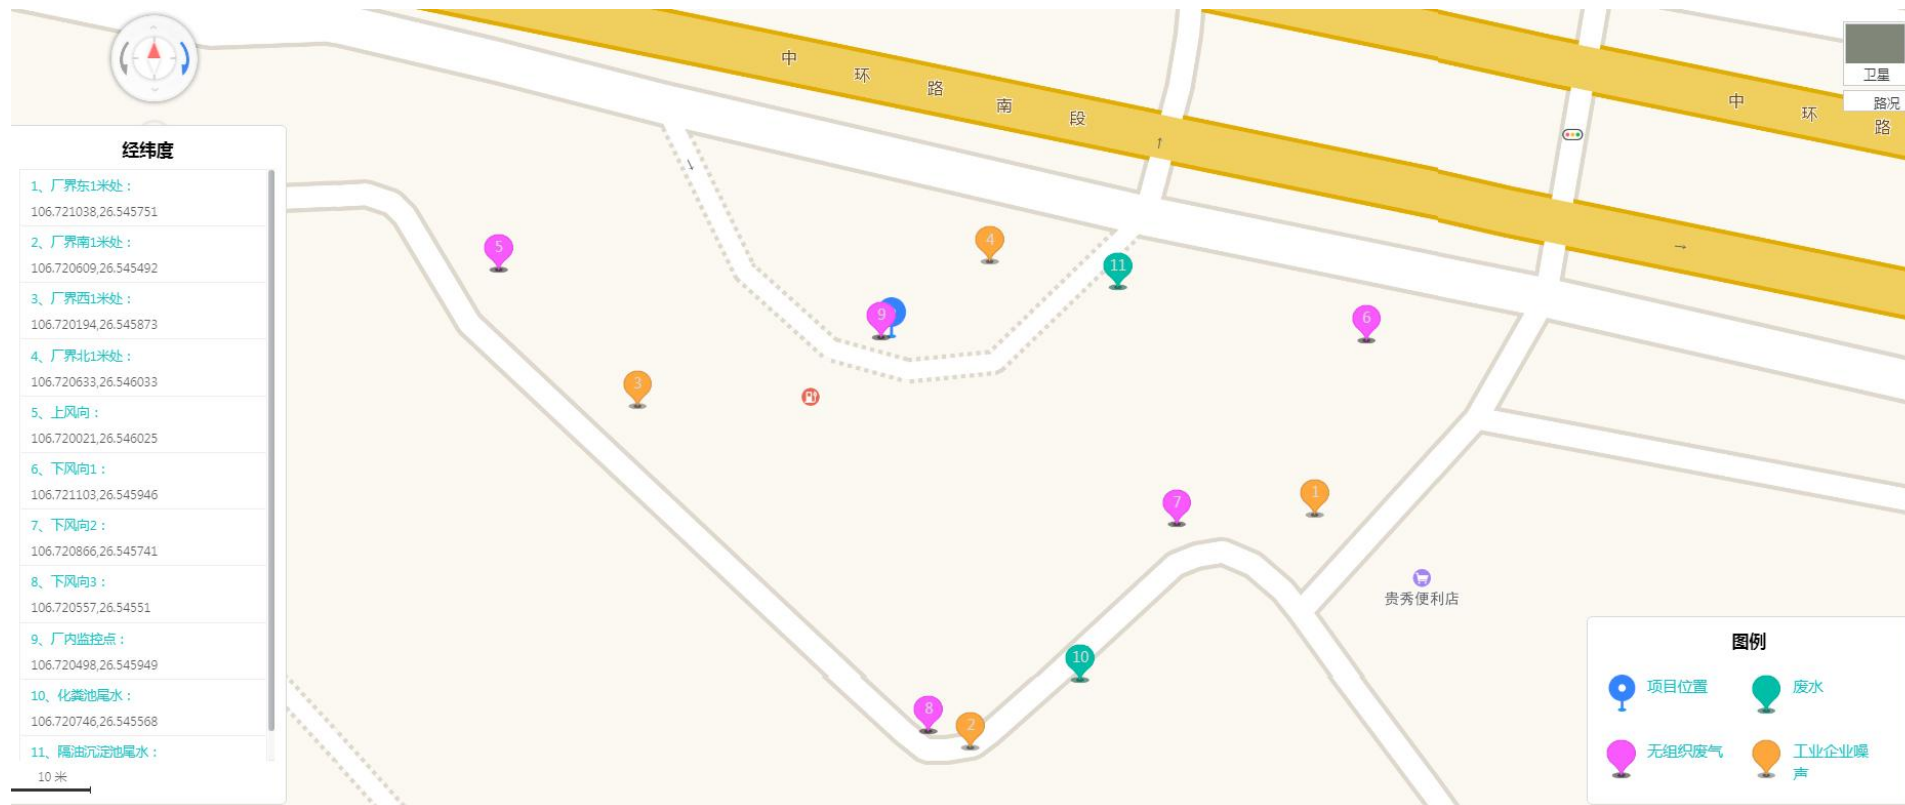 中环路南段
中环路
卫星
路况
经纬度
1、厂界东1米处：
106.721038,26.545751
2、厂界南1米处：
106.720609,26.545492
3、厂界西1米处：
106.720194,26.545873
4、厂界北1米处：
106.720633,26.546033
5、上风向：
106.720021,26.546025
6、下风向1：
106.721103,26.545946
7、下风向2：
106.720866,26.545741
8、下风向3：
106.720557,26.54551
9、厂内监控点：
106.720498,26.545949
10、化粪池尾水：
106.720746,26.545568
11、隔油沉淀池尾水：
10 米
5
4
11
9
6
3
7
1
10
8
2
贵秀便利店
图例
项目位置
废水
无组织废气
工业企业噪
声